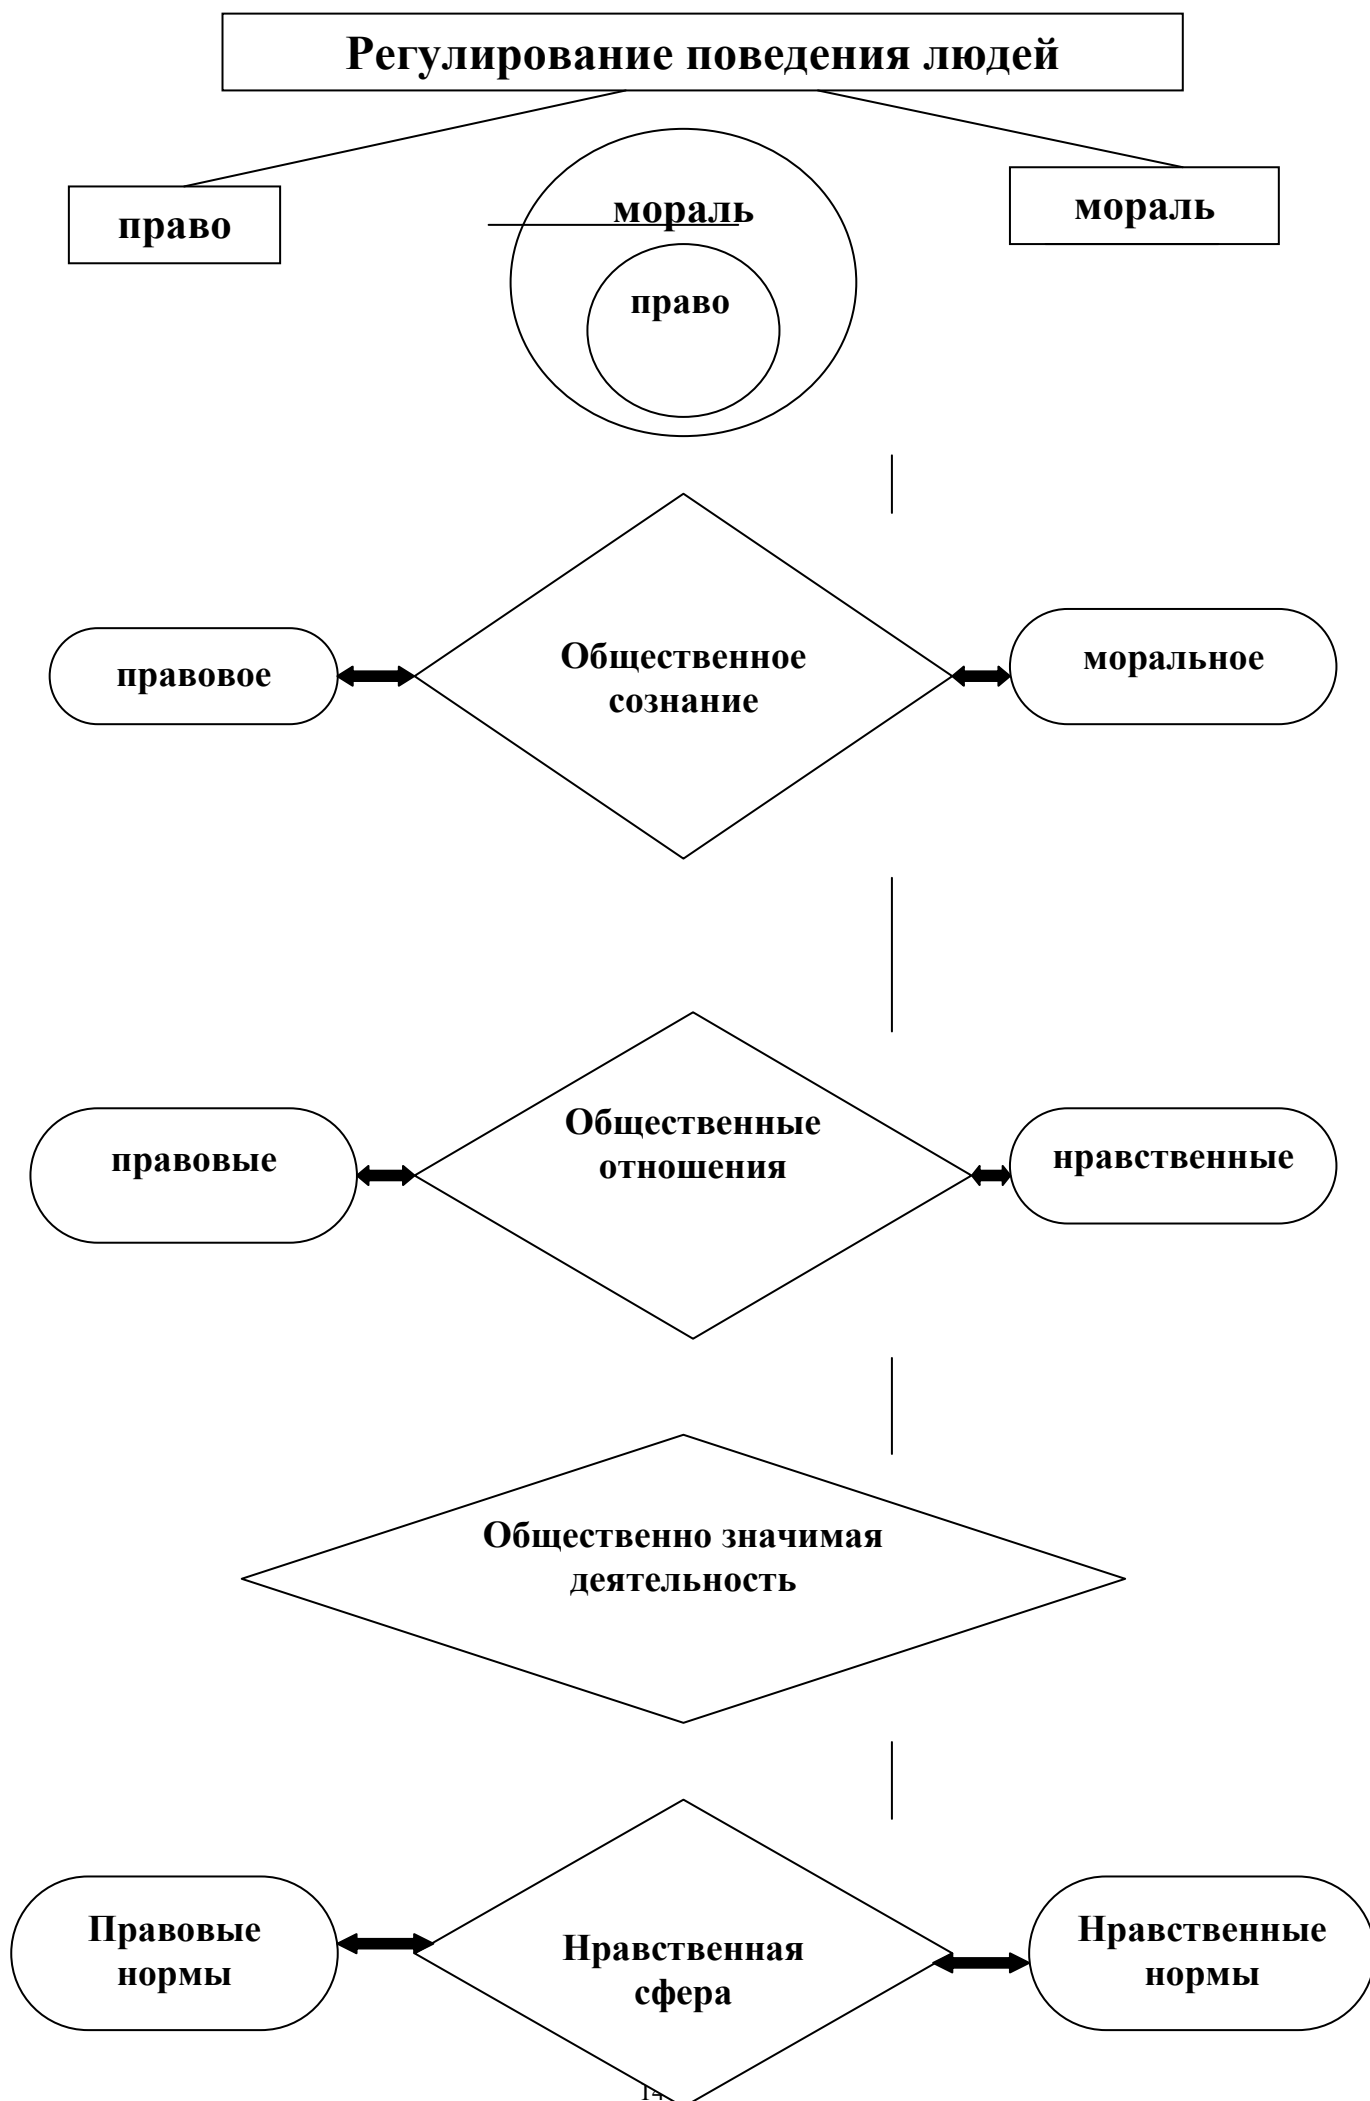 Регулирование поведения людей
право
мораль
мораль
право
правовое
Общественное
сознание
моральное
правовые
Общественные
отношения
нравственные
Общественно значимая
деятельность
Правовые
нормы
Нравственная
сфера
Нравственные
нормы